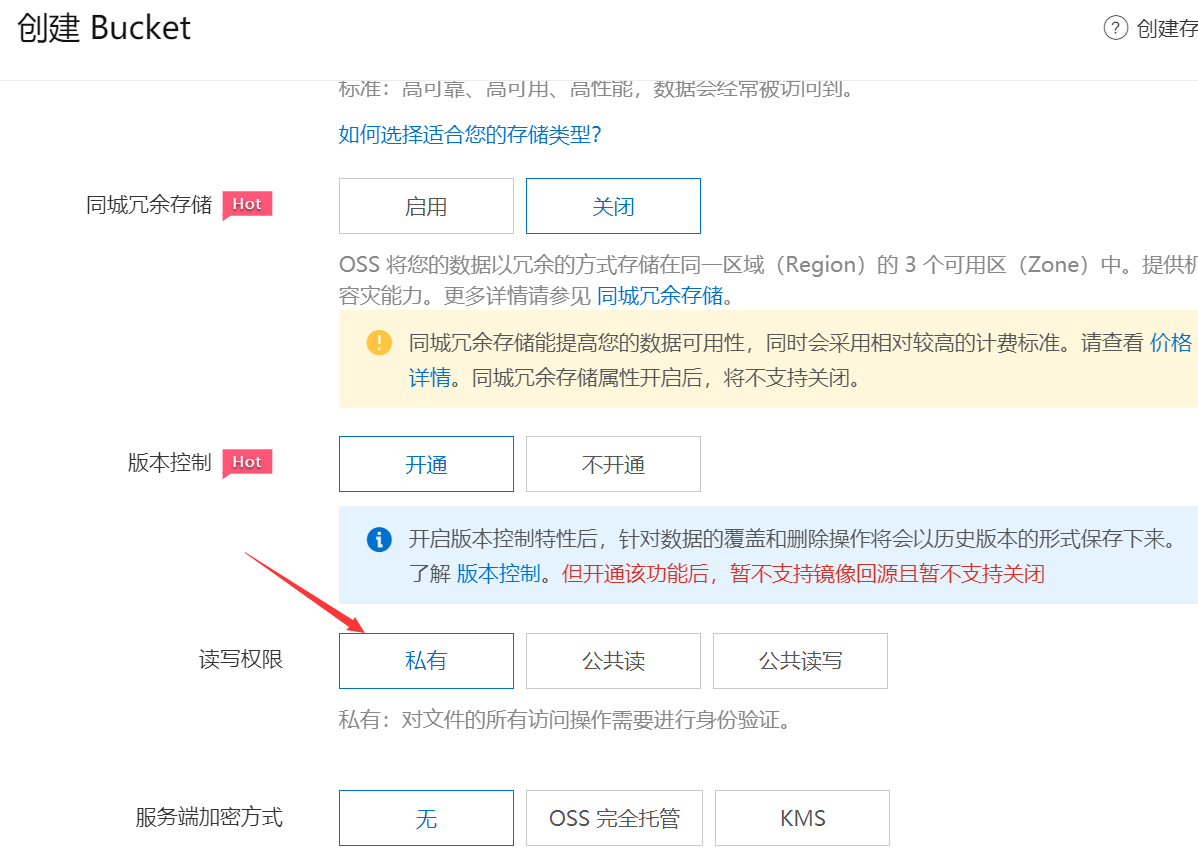 创建 Bucket
创建存
标准：高可靠、高可用、高性能，数据会经常被访问到。
如何选择适合您的存储类型？
同城冗余存储 Hot 启用 关闭
OSS 将您的数据以冗余的方式存储在同一区域（Region）的 3 个可用区（Zone）中。提供机
容灾能力。更多详情请参见 同城冗余存储。
同城冗余存储能提高您的数据可用性，同时会采用相对较高的计费标准。请查看 价格
详情。同城冗余存储属性开启后，将不支持关闭。
版本控制 Hot 开通 不开通
开启版本控制特性后，针对数据的覆盖和删除操作将会以历史版本的形式保存下来。
了解 版本控制。但开通该功能后，暂不支持镜像回源且暂不支持关闭
读写权限 私有 公共读 公共读写
私有：对文件的所有访问操作需要进行身份验证。
服务端加密方式 无 OSS 完全托管 KMS